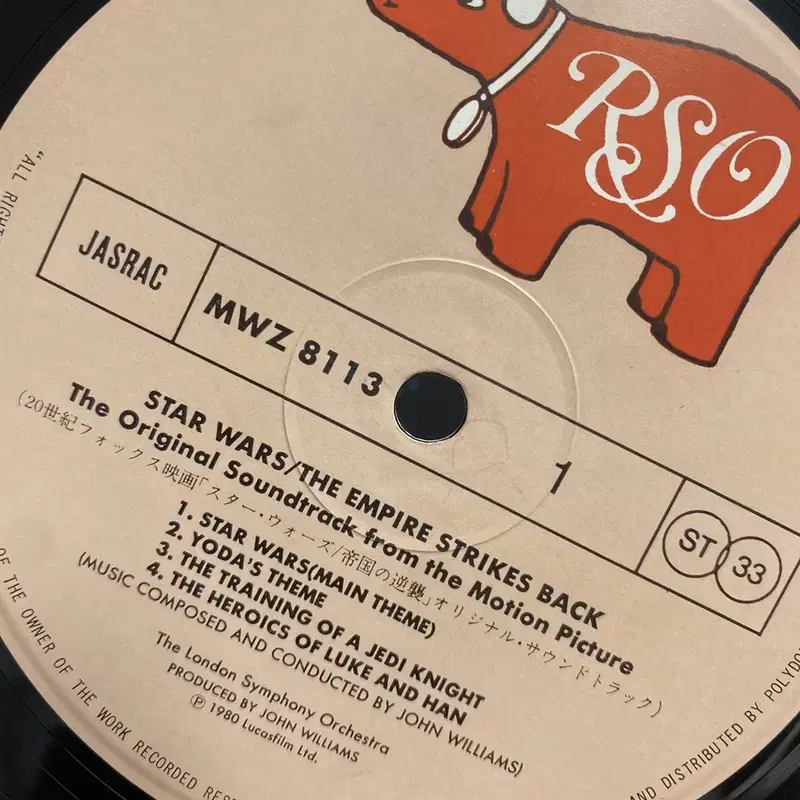 RSO
JASRAC
MWZ 8113
1
ST 33
STAR WARS/THE EMPIRE STRIKES BACK
The Original Soundtrack from the Motion Picture
(20世紀フォックス映画「スター・ウォーズ/帝国の逆襲」オリジナル・サウンドトラック)
1. STAR WARS(MAIN THEME)
2. YODA'S THEME
3. THE TRAINING OF A JEDI KNIGHT
4. THE HEROICS OF LUKE AND HAN
(MUSIC COMPOSED AND CONDUCTED BY JOHN WILLIAMS)
The London Symphony Orchestra
PRODUCED BY JOHN WILLIAMS
℗ 1980 Lucasfilm Ltd.
"ALL RIGHT
OF THE OWNER OF THE WORK RECORDED RES
AND DISTRIBUTED BY POLYDO